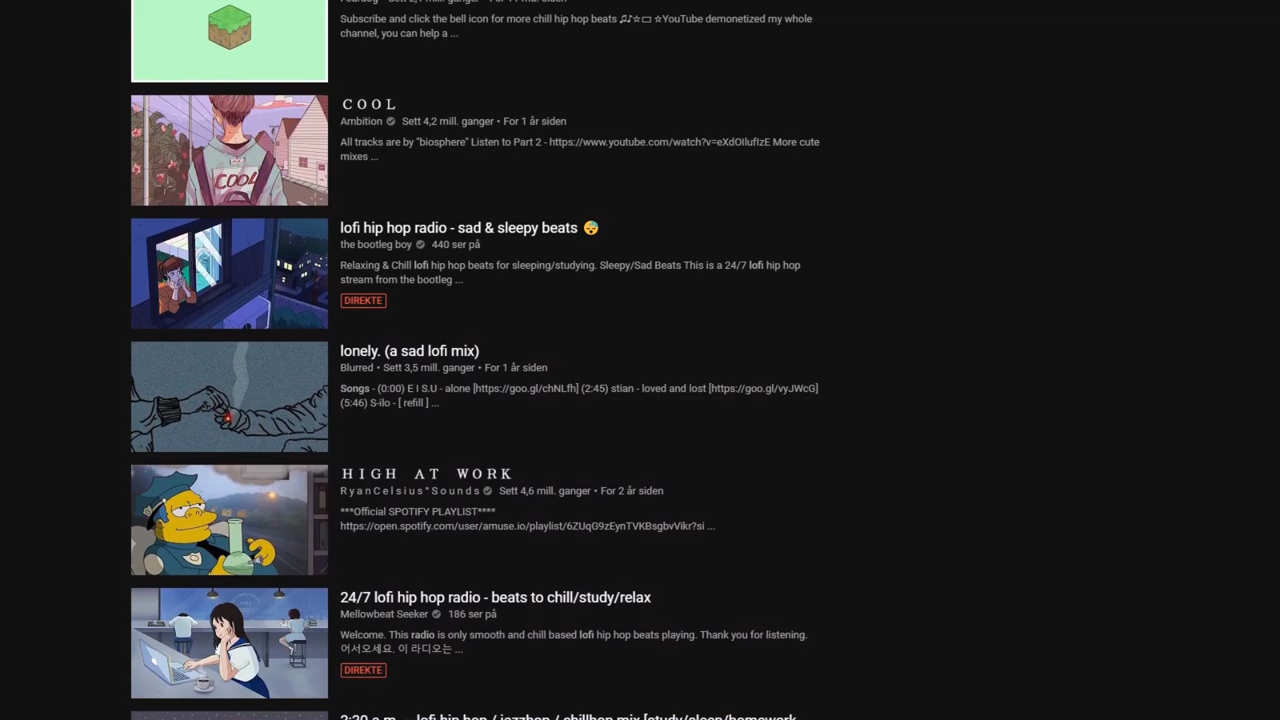 Subscribe and click the bell icon for more chill hip hop beats ♫♪☆▭ ☆YouTube demonetized my whole
channel, you can help a ...
COOL
Ambition Sett 4,2 mill. ganger • For 1 år siden
All tracks are by "biosphere" Listen to Part 2 - https://www.youtube.com/watch?v=eXdOIlufIzE More cute
mixes ...
COOL
lofi hip hop radio - sad & sleepy beats 😴
the bootleg boy 440 ser på
Relaxing & Chill lofi hip hop beats for sleeping/studying. Sleepy/Sad Beats This is a 24/7 lofi hip hop
stream from the bootleg ...
DIREKTE
lonely. (a sad lofi mix)
Blurred • Sett 3,5 mill. ganger • For 1 år siden
Songs - (0:00) E I S.U - alone [https://goo.gl/chNLfh] (2:45) stian - loved and lost [https://goo.gl/vyJWcG]
(5:46) S-ilo - [ refill ] ...
HIGH AT WORK
RyanCelsius°Sounds Sett 4,6 mill. ganger • For 2 år siden
***Official SPOTIFY PLAYLIST****
https://open.spotify.com/user/amuse.io/playlist/6ZUqG9zEynTVKBsgbvVikr?si ...
24/7 lofi hip hop radio - beats to chill/study/relax
Mellowbeat Seeker 186 ser på
Welcome. This radio is only smooth and chill based lofi hip hop beats playing. Thank you for listening.
어서오세요. 이 라디오는 ...
DIREKTE
lofi hip hop / jazzhop / chillhop mix [study/sleep/homework